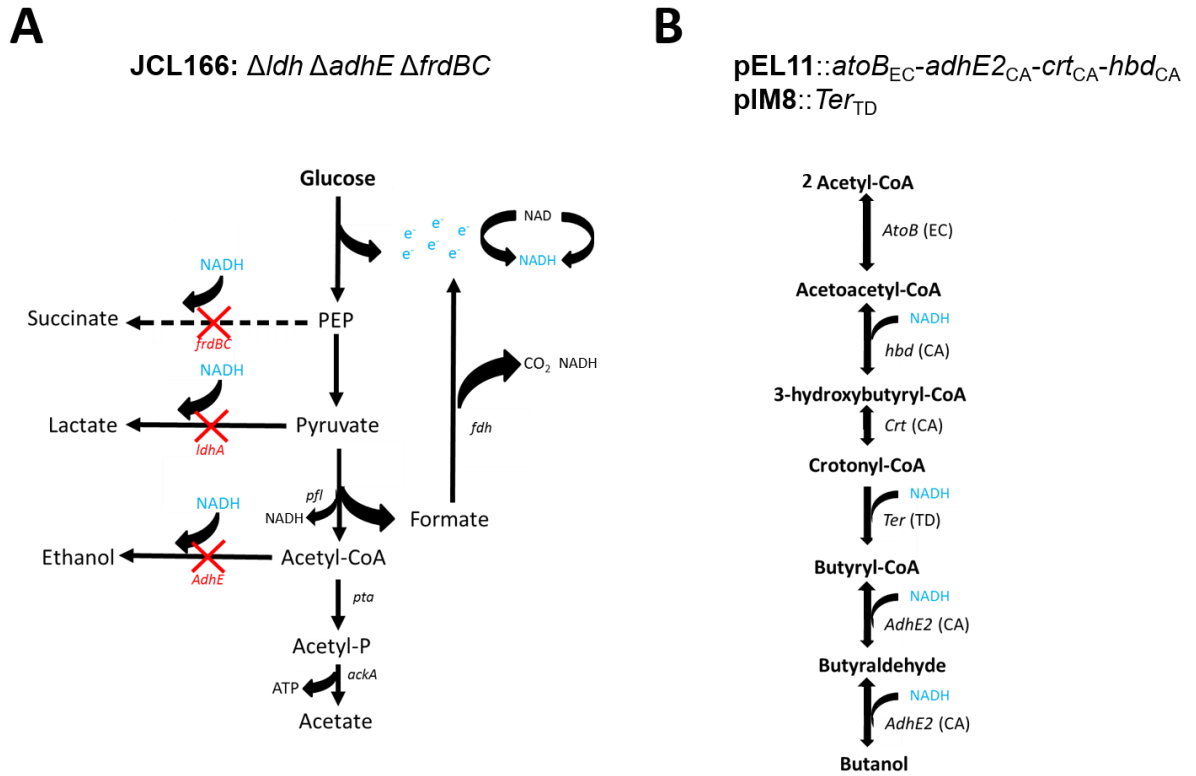 A
JCL166: Δldh ΔadhE ΔfrdBC
Glucose
e- e- e-
e- e- e-
NAD
NADH
NADH
Succinate
frdBC
PEP
CO2 NADH
NADH
Lactate
ldhA
Pyruvate
fdh
NADH
pfl
NADH
Formate
Ethanol
AdhE
Acetyl-CoA
pta
Acetyl-P
ackA
ATP
Acetate
B
pEL11::atoBEC-adhE2CA-crtCA-hbdCA
pIM8::TerTD
2 Acetyl-CoA
AtoB (EC)
Acetoacetyl-CoA
NADH
hbd (CA)
3-hydroxybutyryl-CoA
Crt (CA)
Crotonyl-CoA
NADH
Ter (TD)
Butyryl-CoA
NADH
AdhE2 (CA)
Butyraldehyde
NADH
AdhE2 (CA)
Butanol